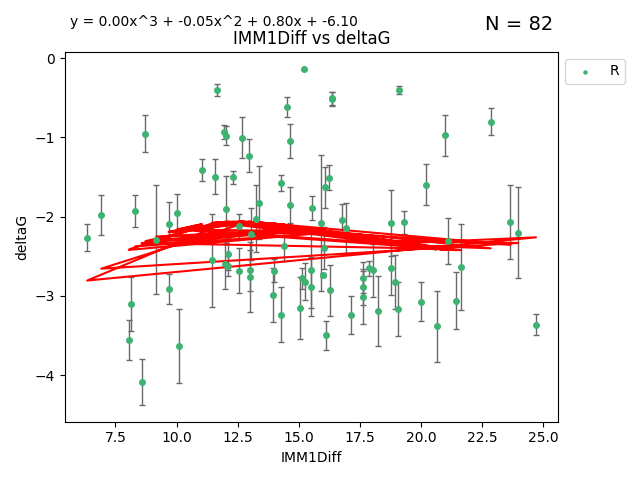 y = 0.00x^3 + -0.05x^2 + 0.80x + -6.10
N = 82
IMM1Diff vs deltaG
R
0
−1
−2
−3
−4
deltaG
7.5 10.0 12.5 15.0 17.5 20.0 22.5 25.0
IMM1Diff